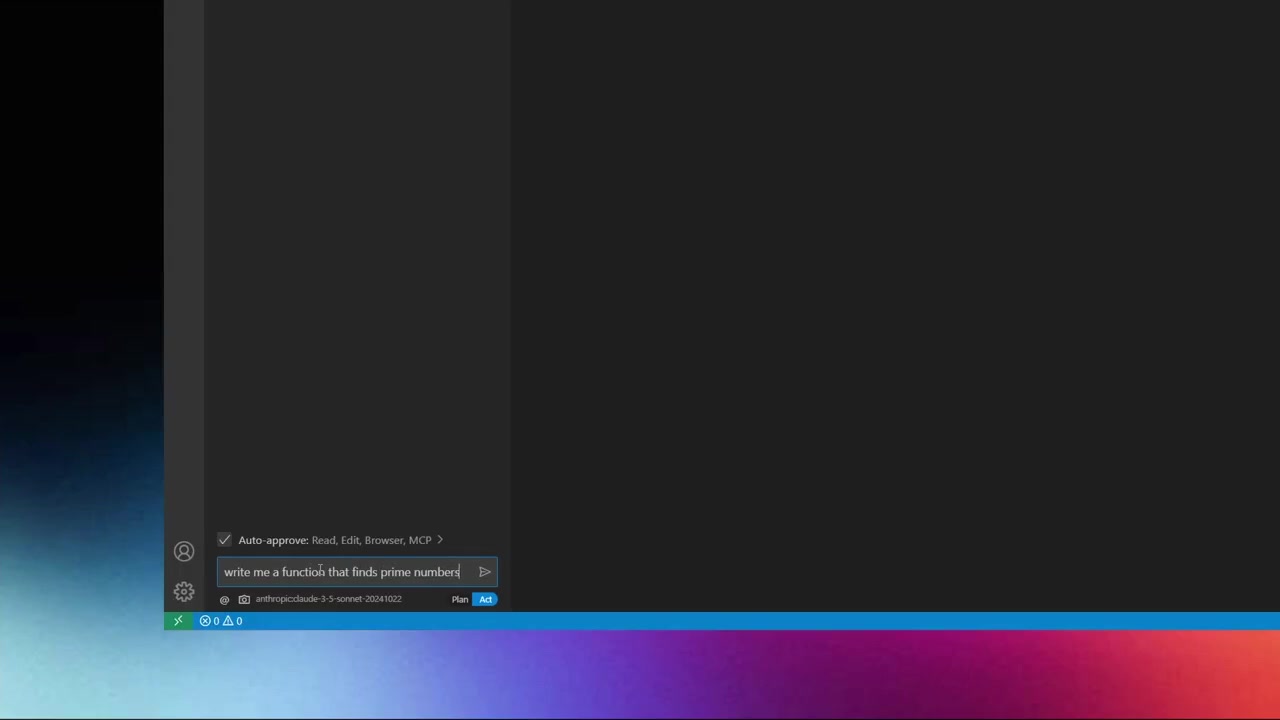 Auto-approve: Read, Edit, Browser, MCP
write me a function that finds prime numbers
@ anthropic:claude-3-5-sonnet-20241022 Plan Act
0 0